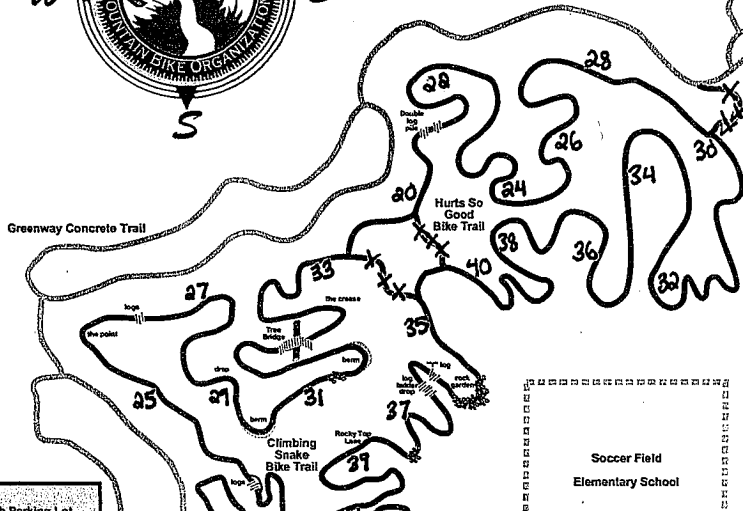 MOUNTAIN BIKE ORGANIZATION
S
28
22
Double
log
pile
26
30
34
20
24
Hurts So
Good
Bike Trail
Greenway Concrete Trail
38
36
40
32
33
27
logs
the crease
the point
Tree
Bridge
35
drop
berm
log
25
29
31
log
ladder
drop
rock
garden
37
berm
Rocky Top
Lane
Climbing
Snake
Bike Trail
39
Soccer Field
Elementary School
logs
Parking Lot